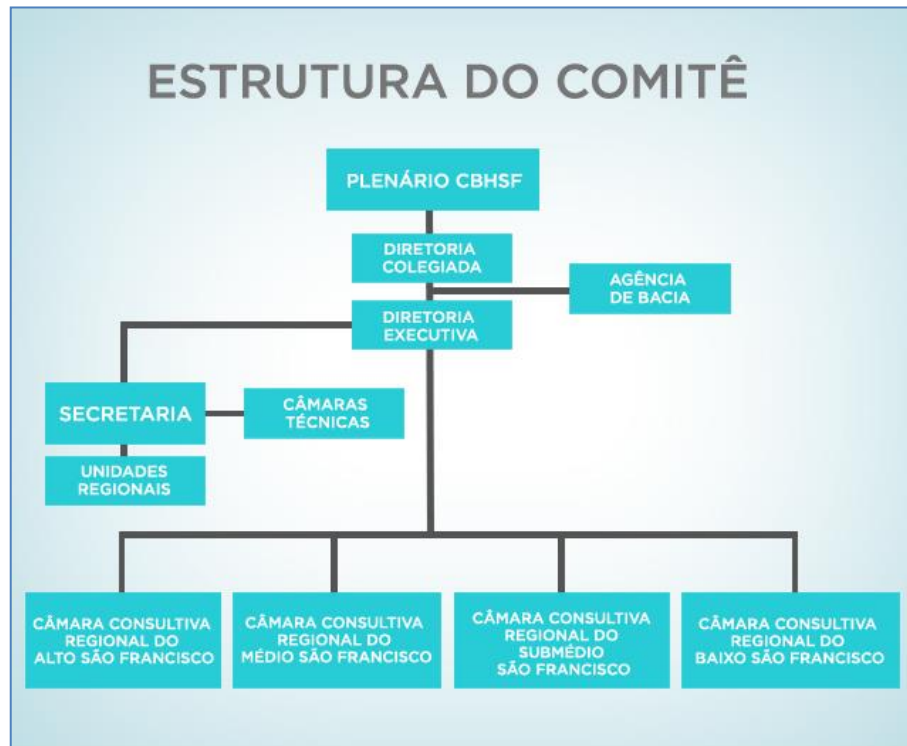 ESTRUTURA DO COMITÊ
PLENÁRIO CBHSF
DIRETORIA
COLEGIADA
AGÊNCIA
DE BACIA
DIRETORIA
EXECUTIVA
SECRETARIA
CÂMARAS
TÉCNICAS
UNIDADES
REGIONAIS
CÂMARA CONSULTIVA
REGIONAL DO
ALTO SÃO FRANCISCO
CÂMARA CONSULTIVA
REGIONAL DO
MÉDIO SÃO FRANCISCO
CÂMARA CONSULTIVA
REGIONAL DO
SUBMÉDIO
SÃO FRANCISCO
CÂMARA CONSULTIVA
REGIONAL DO
BAIXO SÃO FRANCISCO